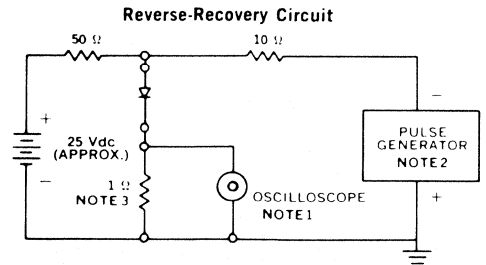 Reverse-Recovery Circuit
50 Ω
10 Ω
+
25 Vdc
(APPROX.)
−
1 Ω
NOTE 3
OSCILLOSCOPE
NOTE 1
−
PULSE
GENERATOR
NOTE 2
+